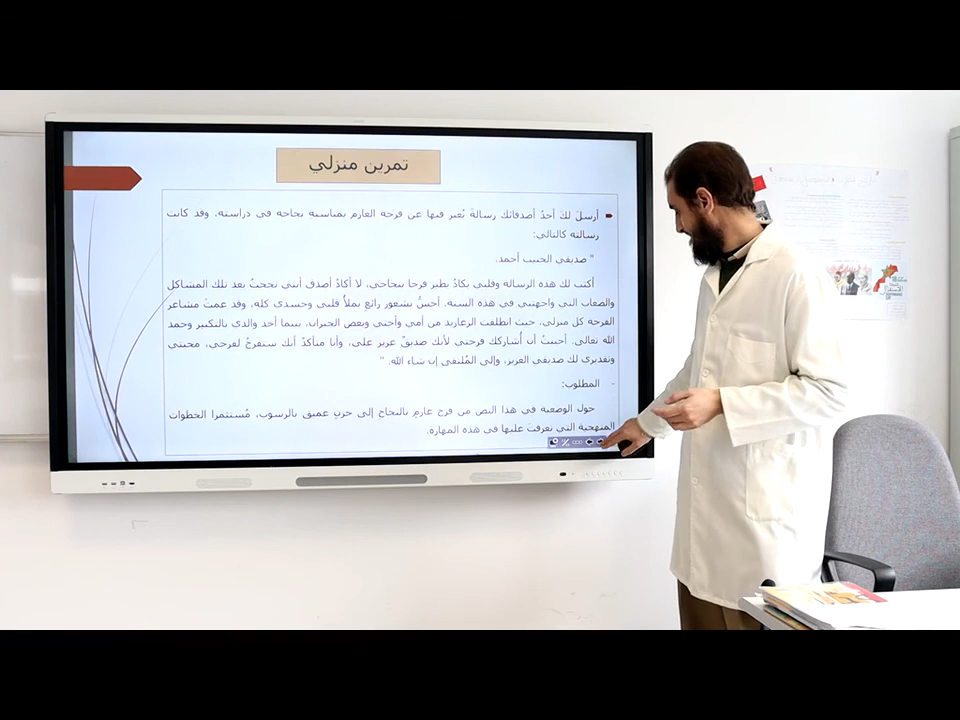 تمرين منزلي
أرسلَ لكَ أحدُ أصدقائك رسالةً يُعبر فيها عن فرحه العارم بمناسبة نجاحه في دراسته، وقد كانت
رسالته كالتالي:
" صديقي الحبيب أحمد.
أكتب لك هذه الرسالة وقلبي يكادُ يطير فرحا بنجاحي، لا أكادُ أصدق أنني نجحتُ بعد تلك المشاكل
والصعاب التي واجهتني في هذه السنة. أحسُّ بشعور رائعٍ يملأُ قلبي وجسدي كله، وقد عمتْ مشاعر
الفرحة كل منزلي، حيث انطلقت الزغاريد من أمي وأختي وبعض الجيران، بينما أخذ والدي بالتكبير وحمد
الله تعالى. أحببتُ أن أُشاركك فرحتي لأنك صديقٌ عزيز علي، وأنا متأكدٌ أنك ستفرحُ لفرحي، محبتي
وتقديري لك صديقي العزيز، وإلى المُلتقى إن شاء الله. "
- المطلوب:
حول الوضعية في هذا النص من فرح عارمٍ بالنجاح إلى حزنٍ عميق بالرسوب، مُستثمرا الخطوات
المنهجية التي تعرفتَ عليها في هذه المهارة.